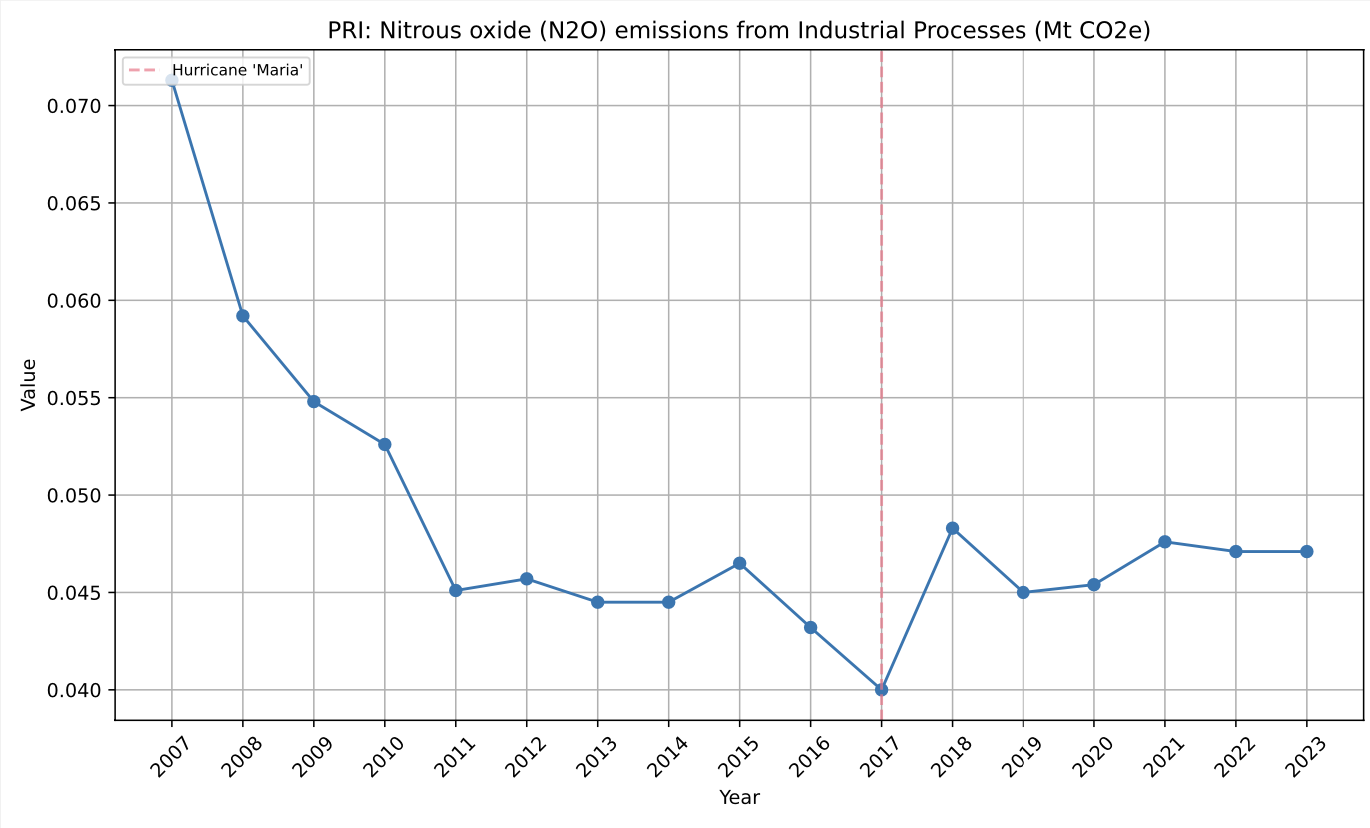 PRI: Nitrous oxide (N2O) emissions from Industrial Processes (Mt CO2e)
Hurricane 'Maria'
0.070
0.065
0.060
0.055
0.050
0.045
0.040
Value
2007 2008 2009 2010 2011 2012 2013 2014 2015 2016 2017 2018 2019 2020 2021 2022 2023
Year